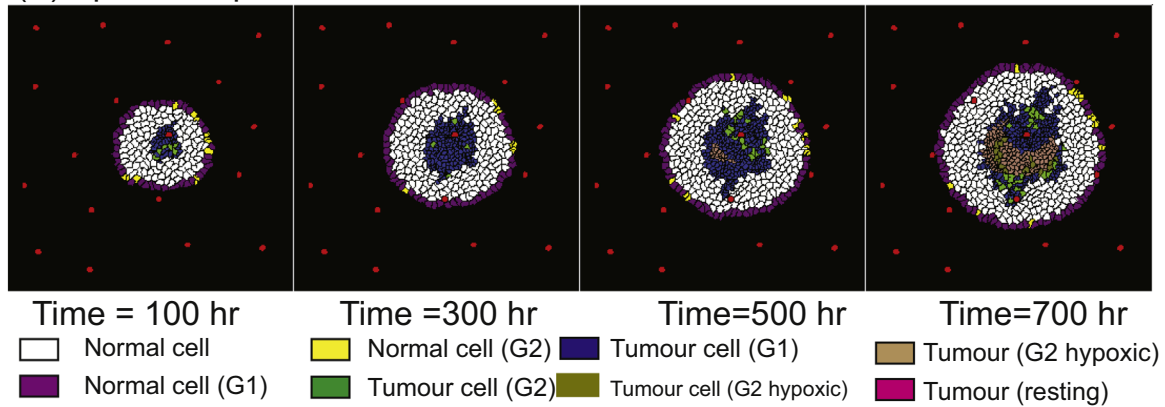 Time = 100 hr Time =300 hr Time=500 hr Time=700 hr
Normal cell Normal cell (G2) Tumour cell (G1) Tumour (G2 hypoxic)
Normal cell (G1) Tumour cell (G2) Tumour cell (G2 hypoxic) Tumour (resting)